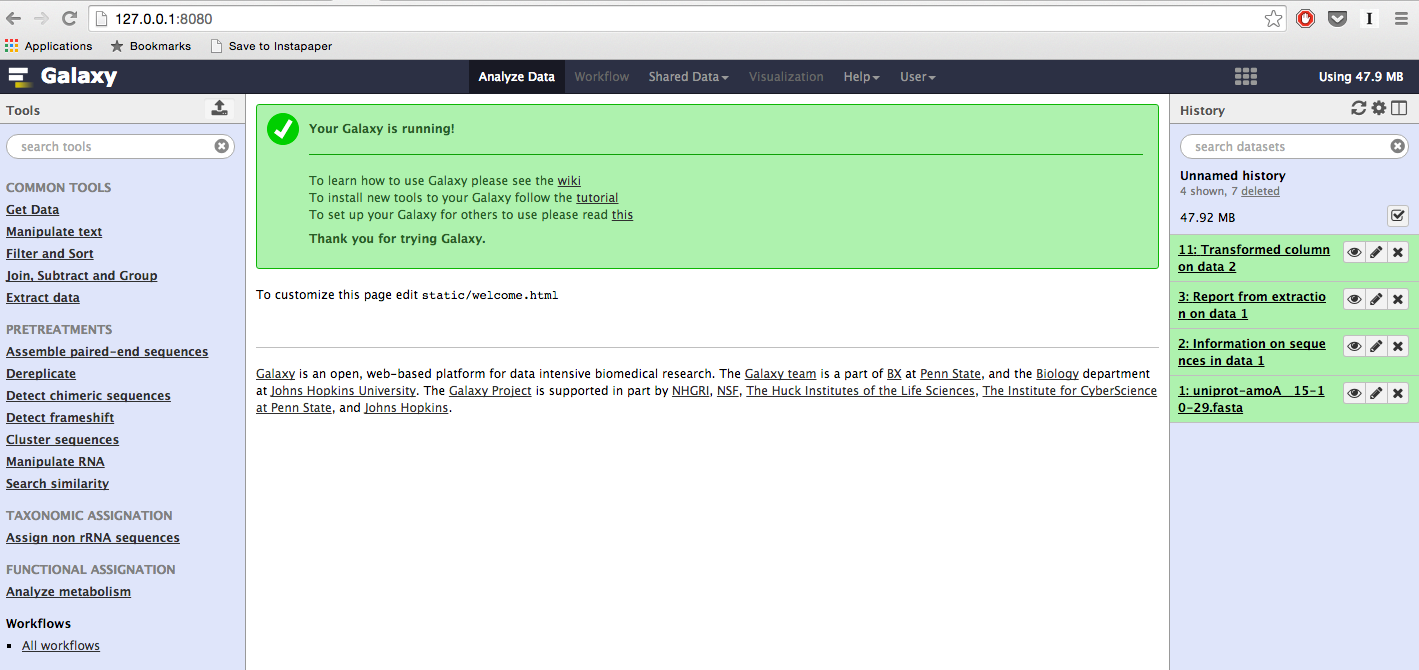 127.0.0.1:8080
Applications Bookmarks Save to Instapaper
Galaxy Analyze Data Workflow Shared Data Visualization Help User Using 47.9 MB
Tools
search tools
COMMON TOOLS
Get Data
Manipulate text
Filter and Sort
Join, Subtract and Group
Extract data
PRETREATMENTS
Assemble paired-end sequences
Dereplicate
Detect chimeric sequences
Detect frameshift
Cluster sequences
Manipulate RNA
Search similarity
TAXONOMIC ASSIGNATION
Assign non rRNA sequences
FUNCTIONAL ASSIGNATION
Analyze metabolism
Workflows
All workflows
Your Galaxy is running!
To learn how to use Galaxy please see the wiki
To install new tools to your Galaxy follow the tutorial
To set up your Galaxy for others to use please read this
Thank you for trying Galaxy.
To customize this page edit static/welcome.html
Galaxy is an open, web-based platform for data intensive biomedical research. The Galaxy team is a part of BX at Penn State, and the Biology department
at Johns Hopkins University. The Galaxy Project is supported in part by NHGRI, NSF, The Huck Institutes of the Life Sciences, The Institute for CyberScience
at Penn State, and Johns Hopkins.
History
search datasets
Unnamed history
4 shown, 7 deleted
47.92 MB
11: Transformed column
on data 2
3: Report from extractio
n on data 1
2: Information on seque
nces in data 1
1: uniprot-amoA__15-1
0-29.fasta